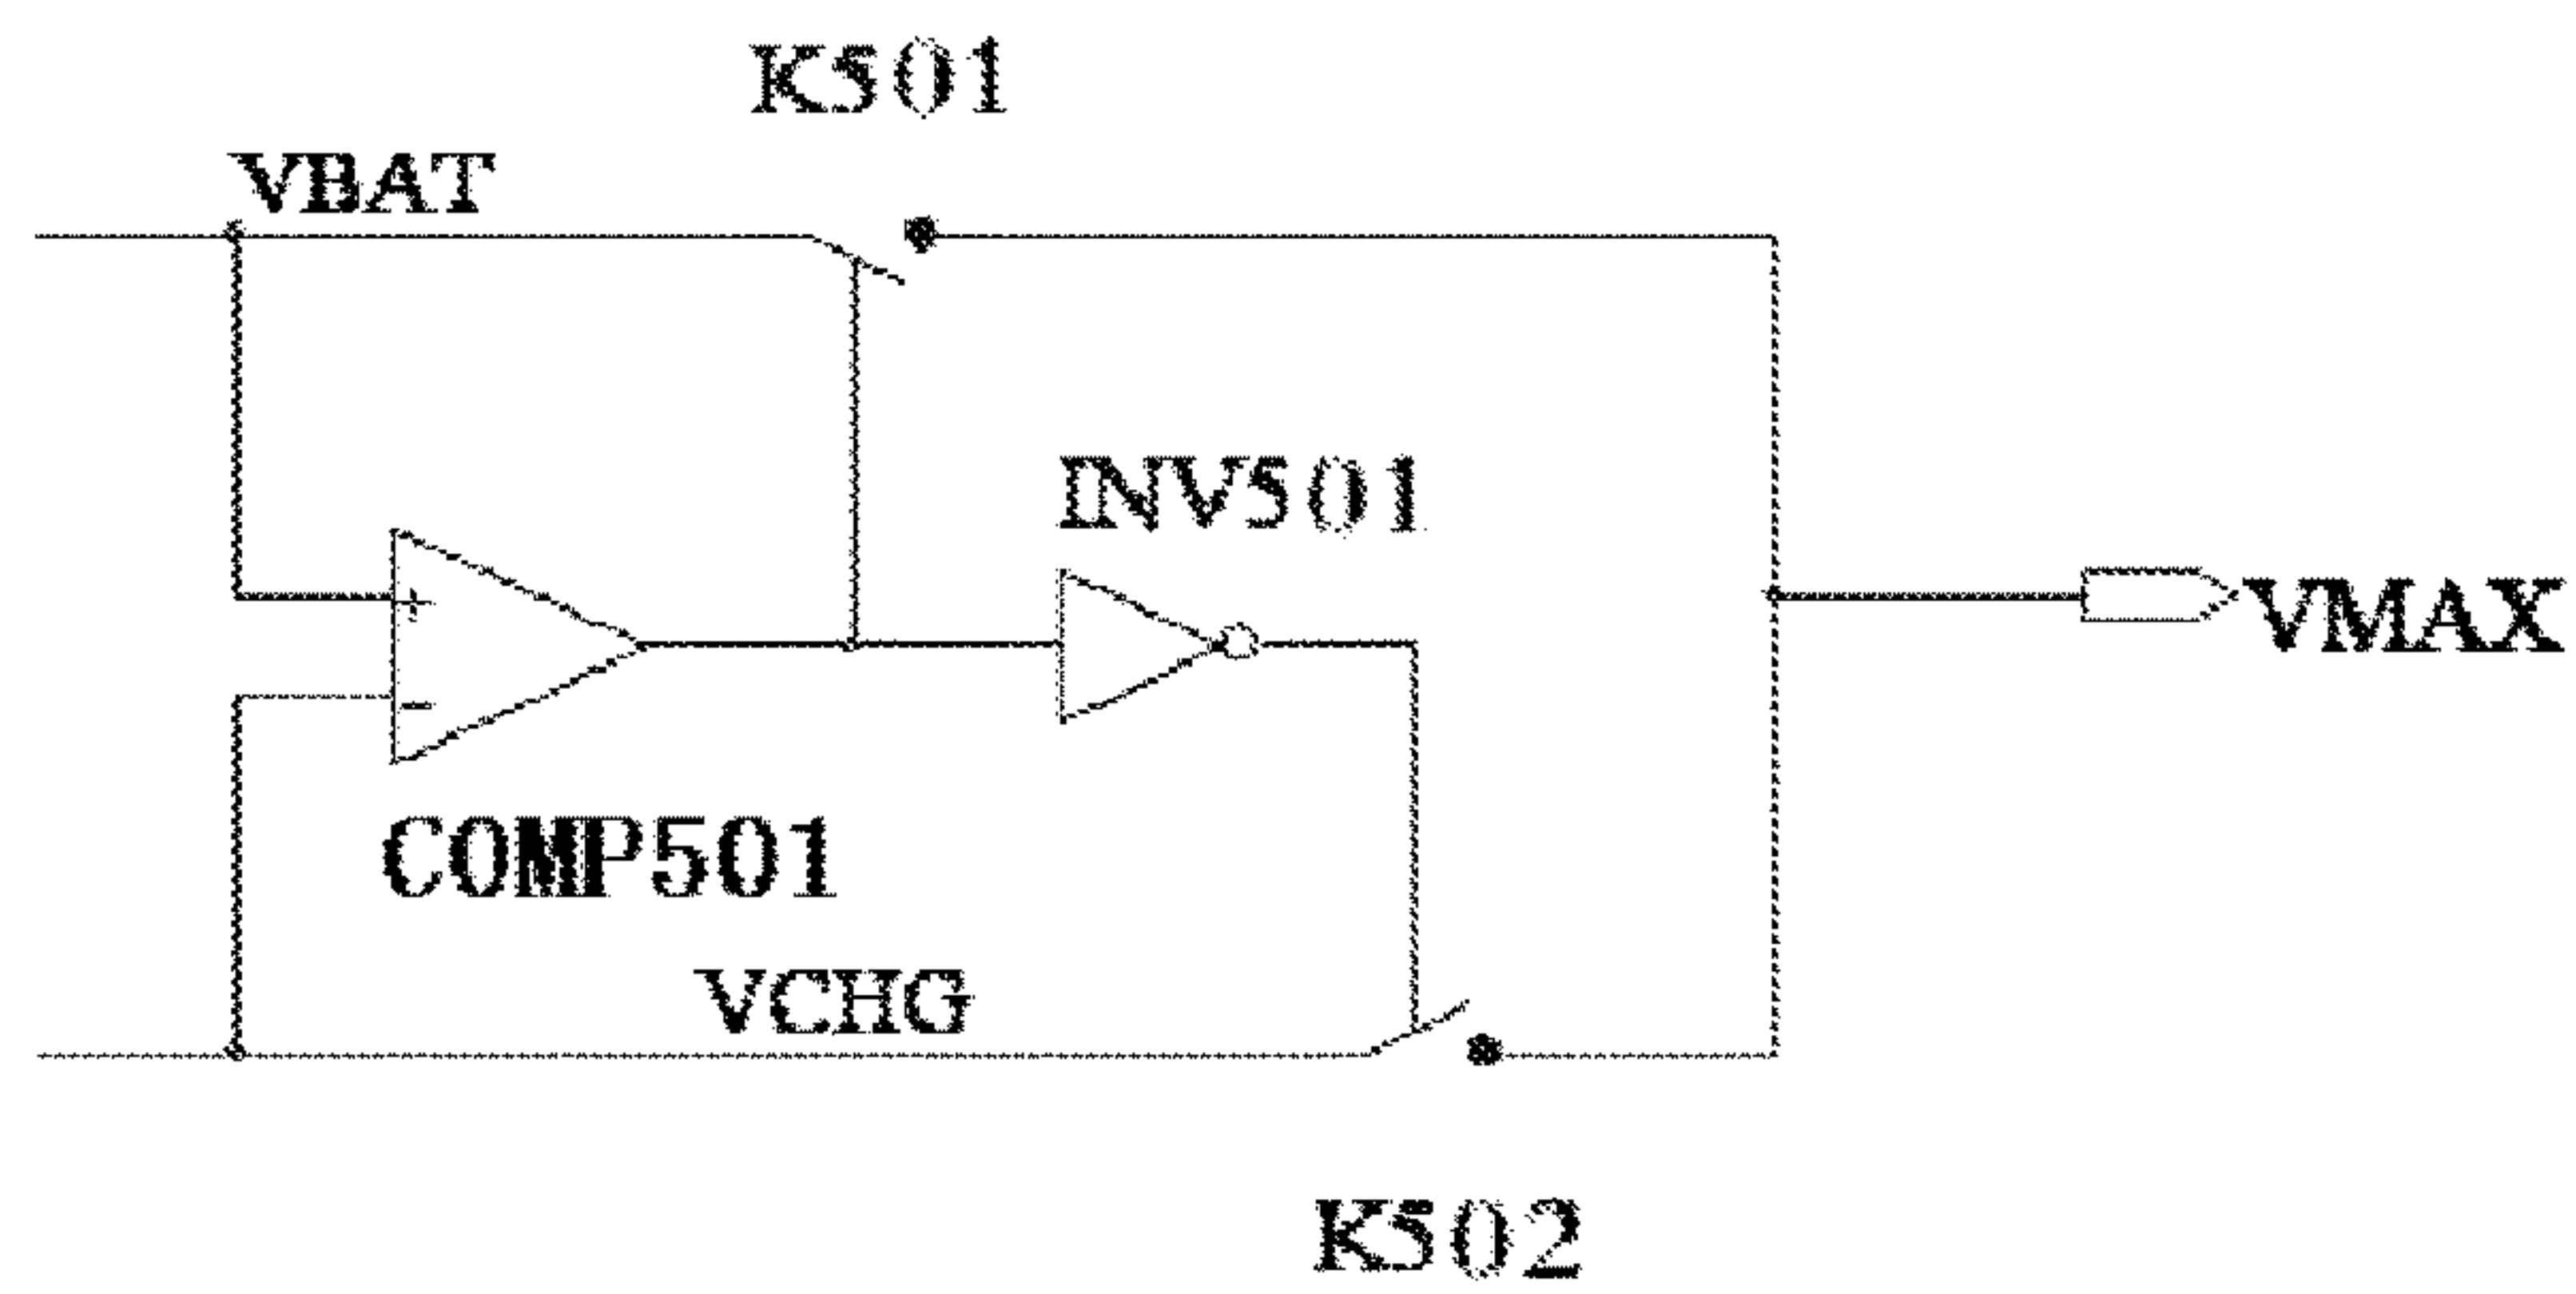 K501
VBAT
INV501
+
VMAX
-
COMP501
VCHG
K502